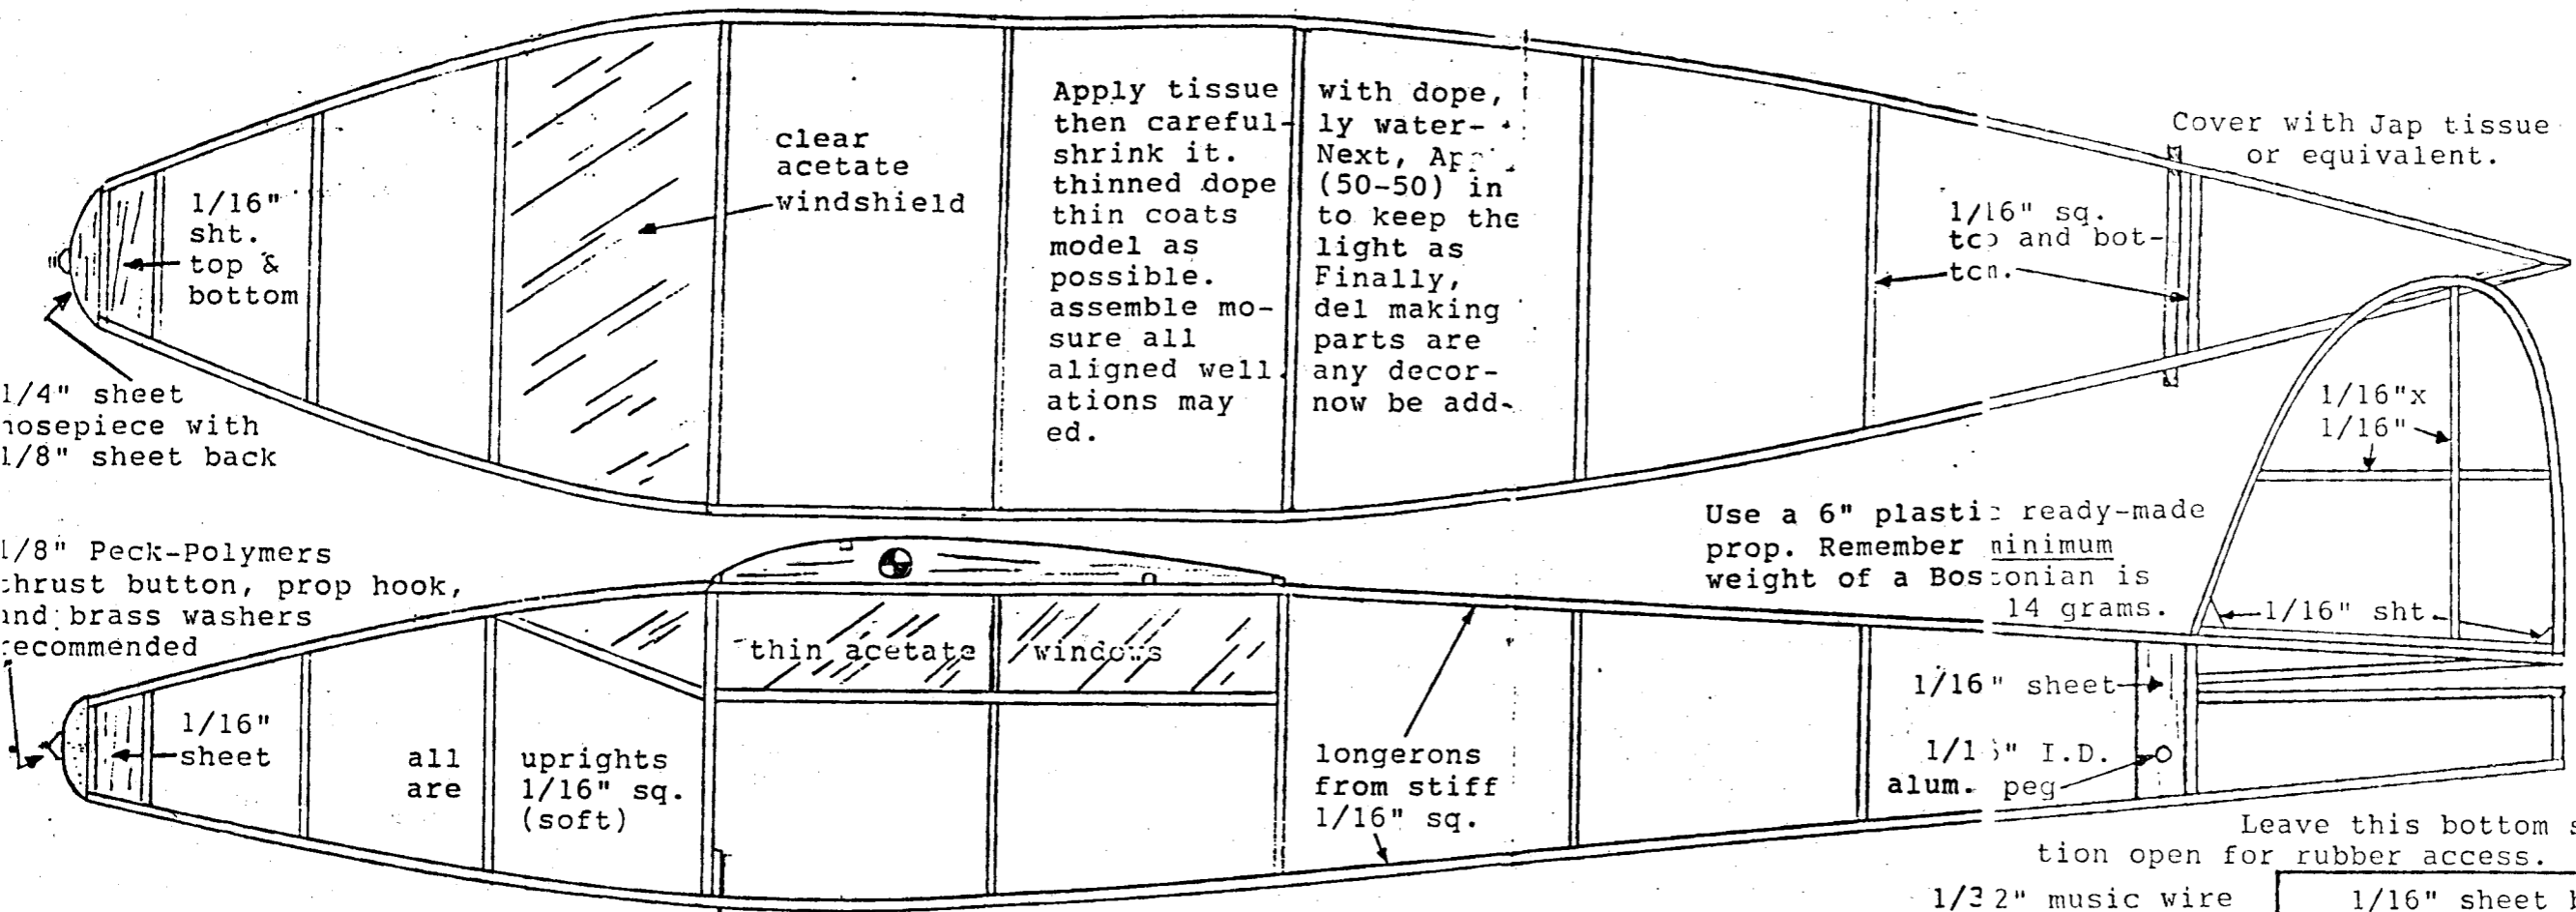 Apply tissue with dope,
then careful- ly water-
shrink it. Next,
thinned dope (50-50) in
thin coats to keep the
model as light as
possible. Finally,
assemble mo- del making
sure all parts are
aligned well. any decor-
ations may now be add-
ed.
clear
acetate
windshield
1/16"
sht.
top &
bottom
Cover with Jap tissue
or equivalent.
1/16" sq.
and bot-
1/4" sheet
with
1/8" sheet back
1/16"x
1/16"
Use a 6" plastic ready-made
prop. Remember minimum
weight of a Bostonian is
14 grams.
1/16" sht.
1/8" Peck-Polymers
thrust button, prop hook,
and brass washers
recommended
thin acetate windows
1/16"
sheet
all uprights
are 1/16" sq.
(soft)
longerons
from stiff
1/16" sq.
1/16" sheet
1/16" I.D.
alum. peg
Leave this bottom
tion open for rubber access.
1/32" music wire
1/16" sheet